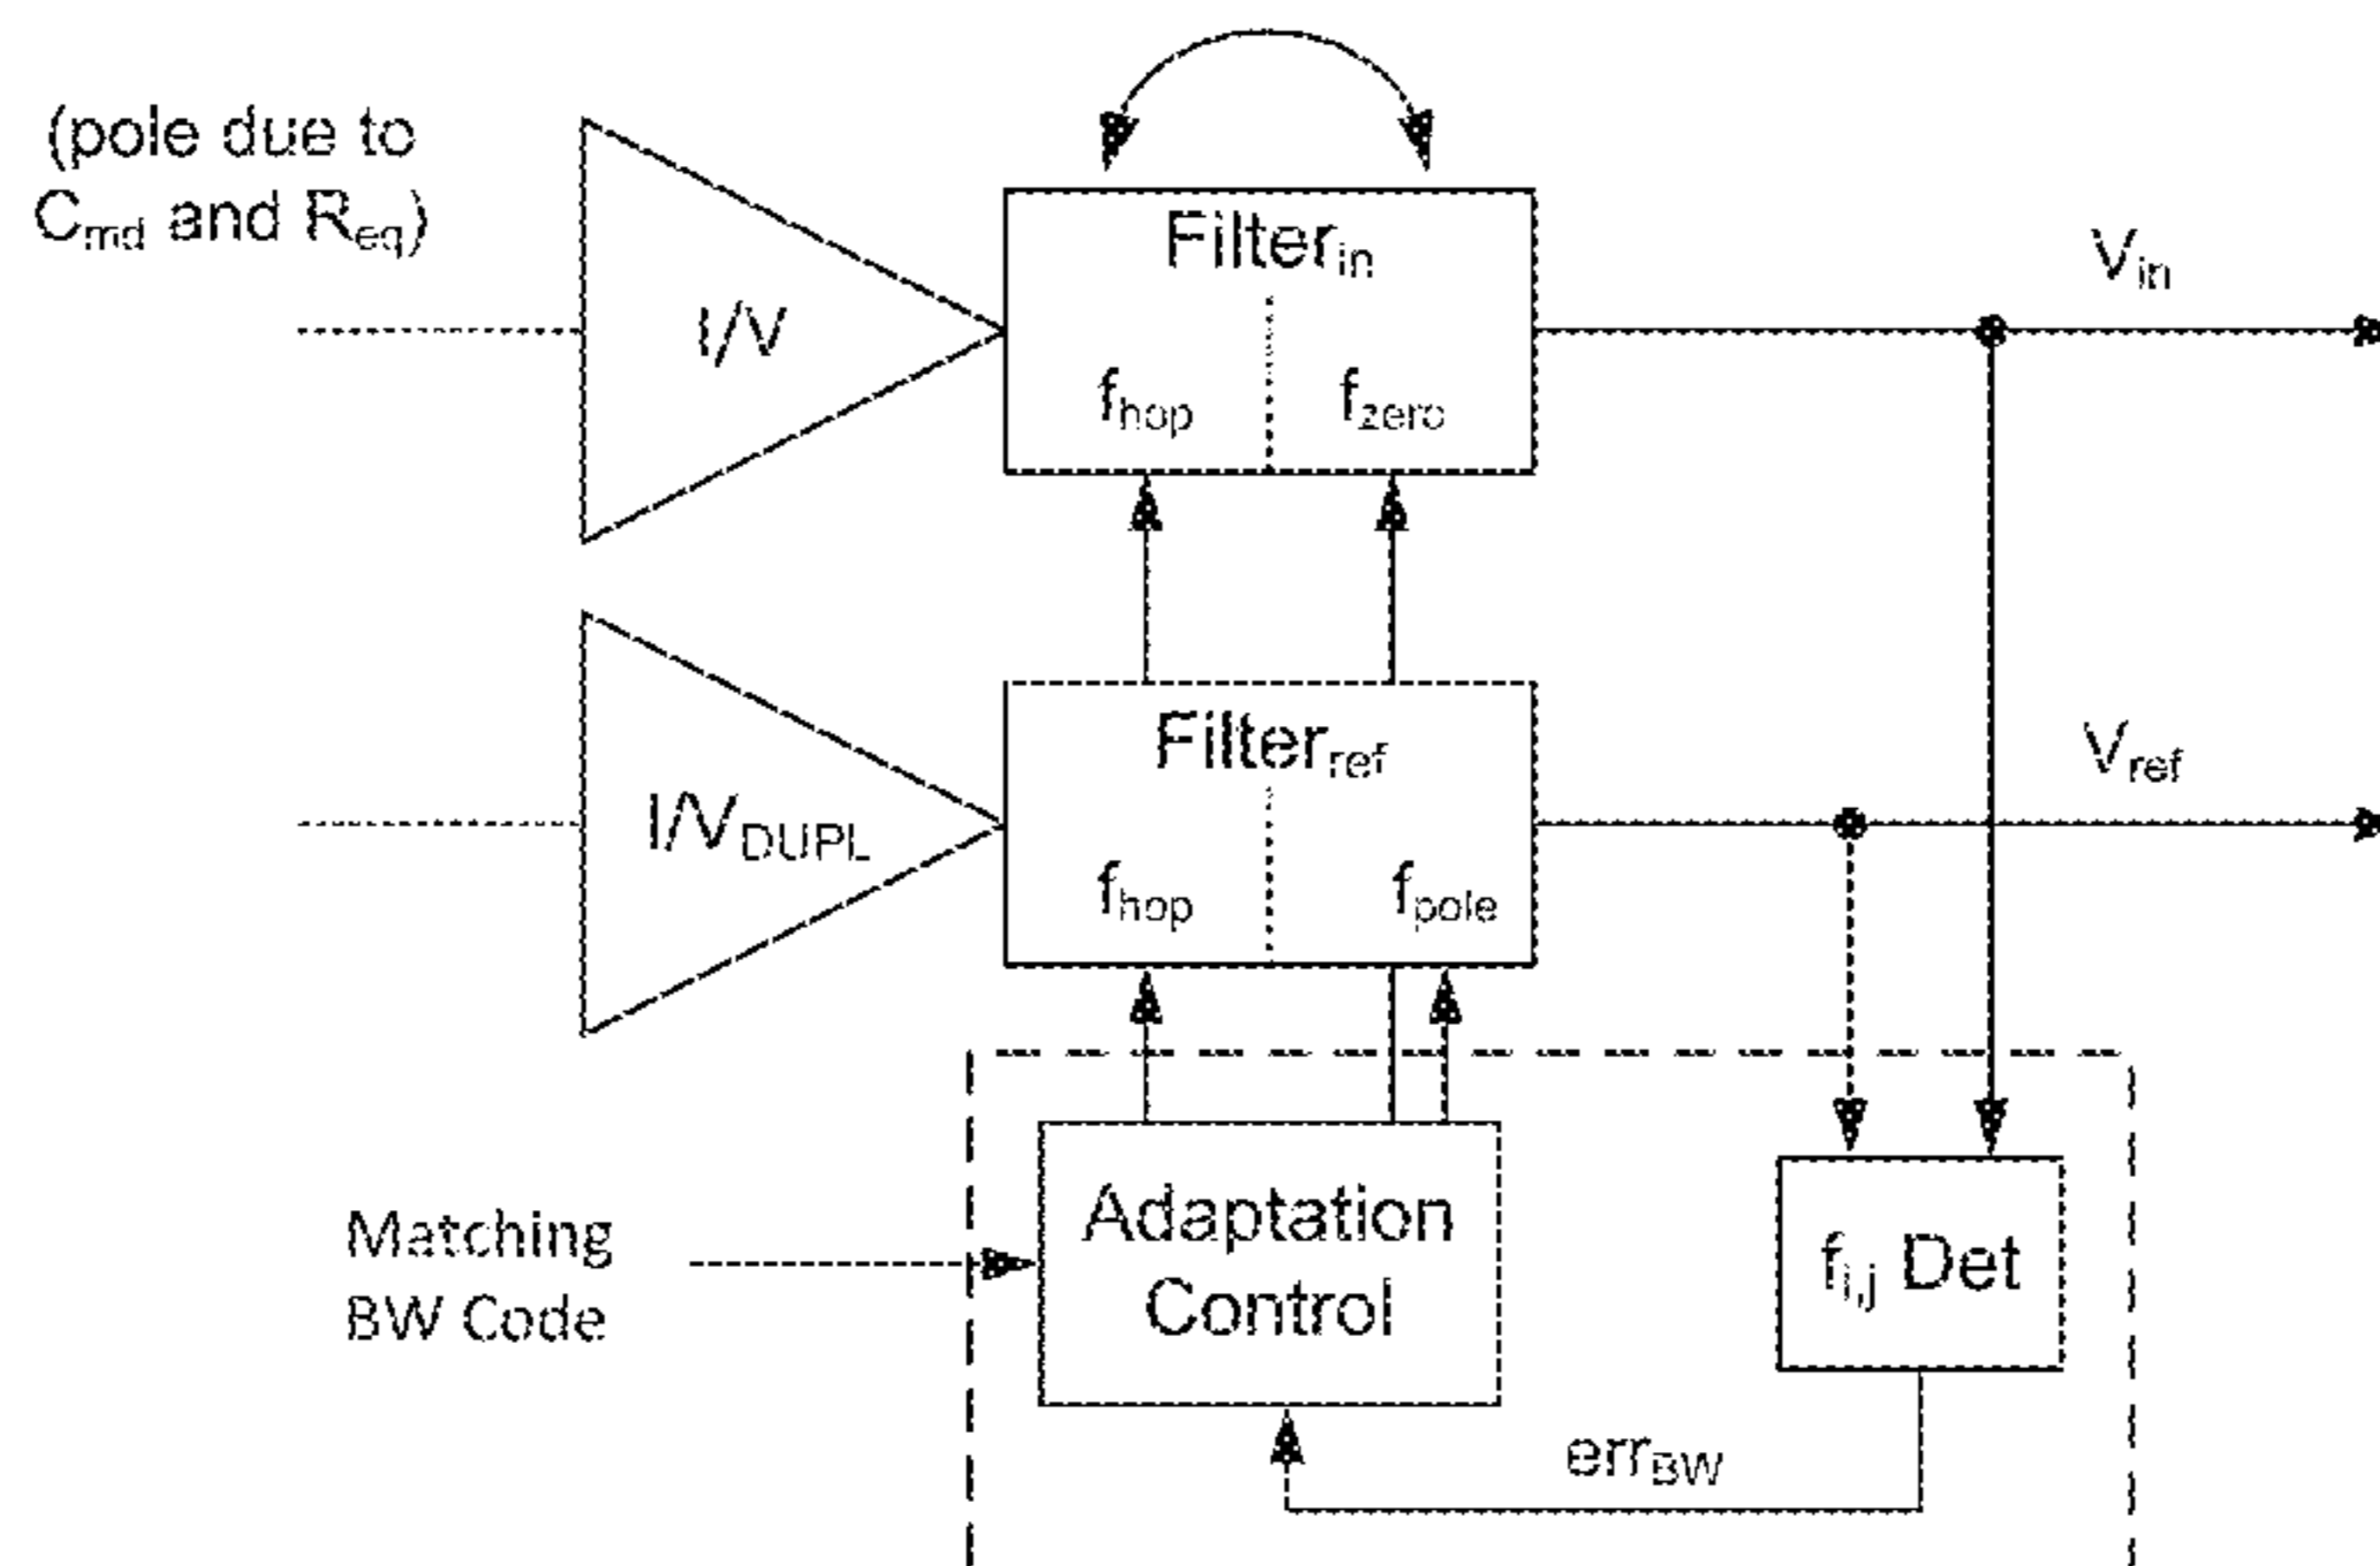 (pole due to
Cmd and Req)
I/V
Filterin
fhop
fzero
Vin
I/VDUPL
Filterref
fhop
fpole
Vref
Matching
BW Code
Adaptation
Control
fi,j Det
errBW